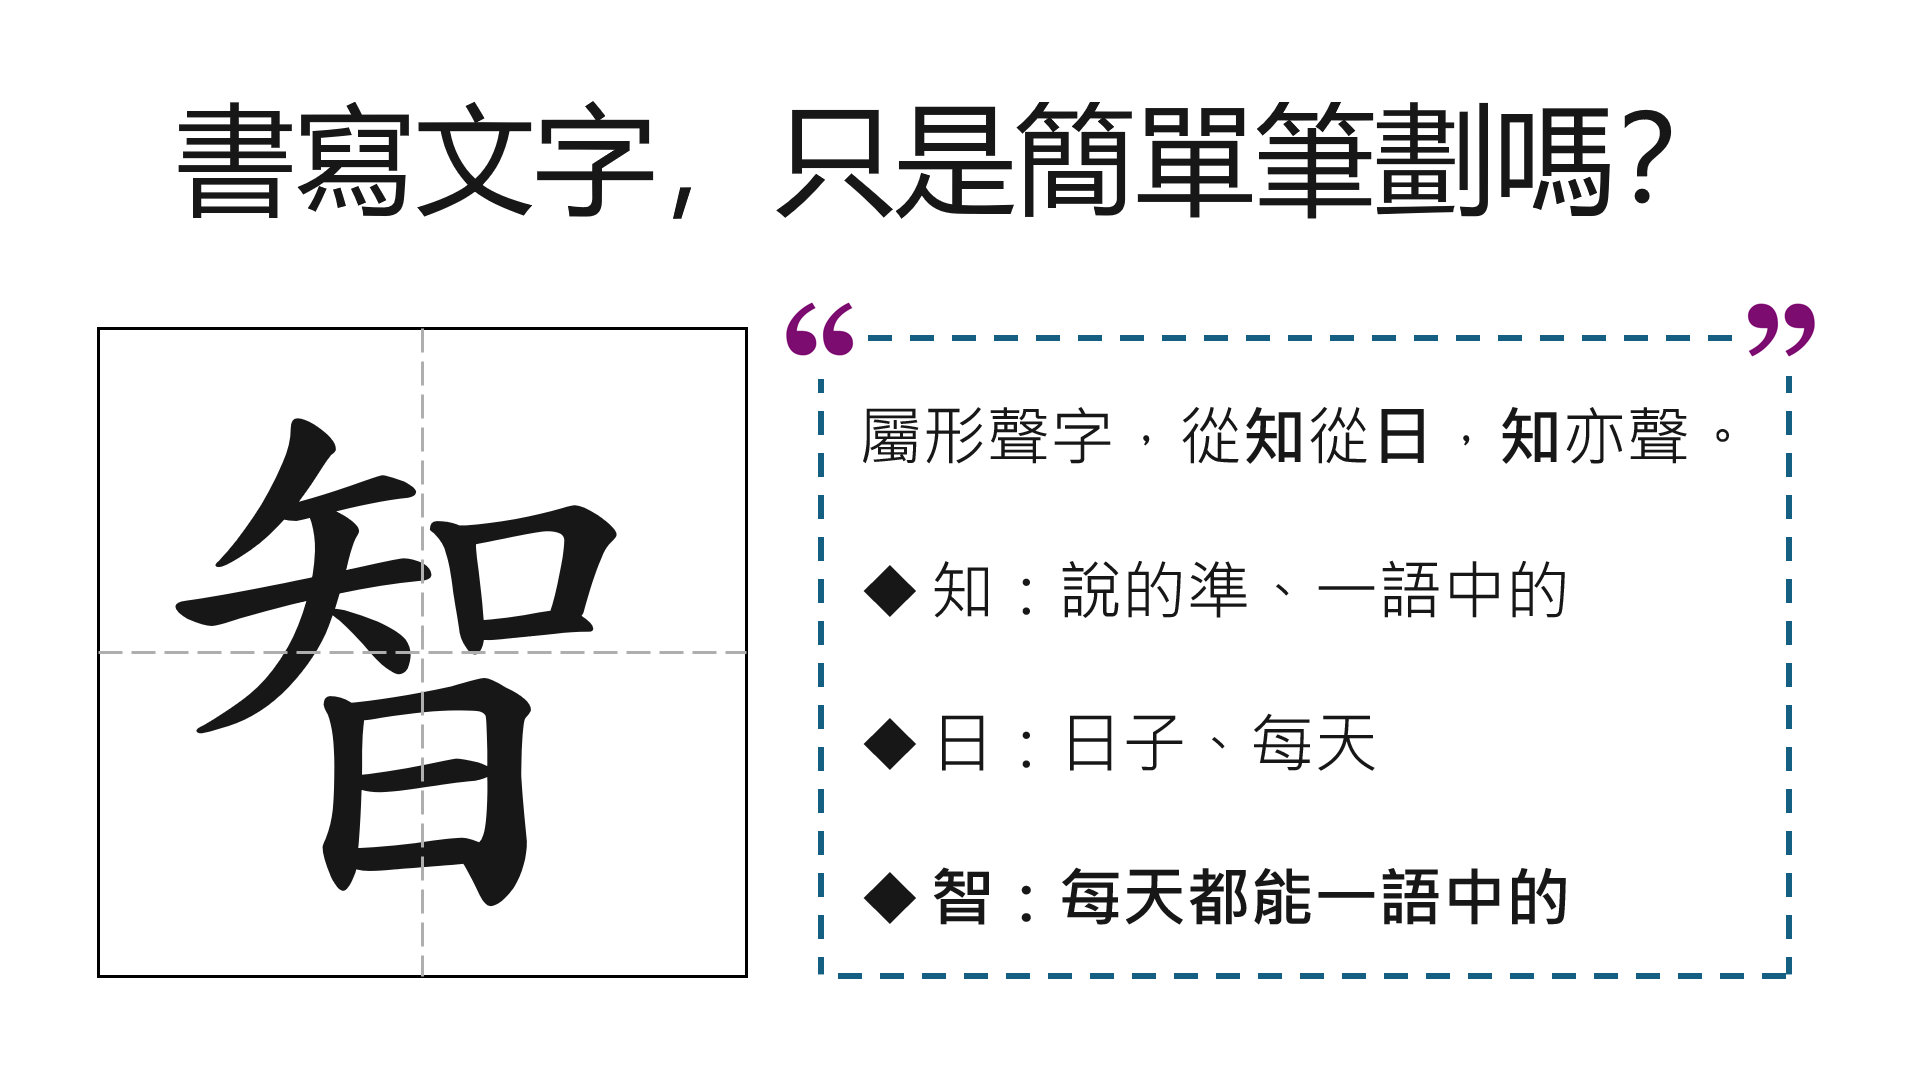 書寫文字，只是簡單筆劃嗎？
智
“ ”
屬形聲字，從知從日，知亦聲。
◆知：說的準、一語中的
◆日：日子、每天
◆智：每天都能一語中的